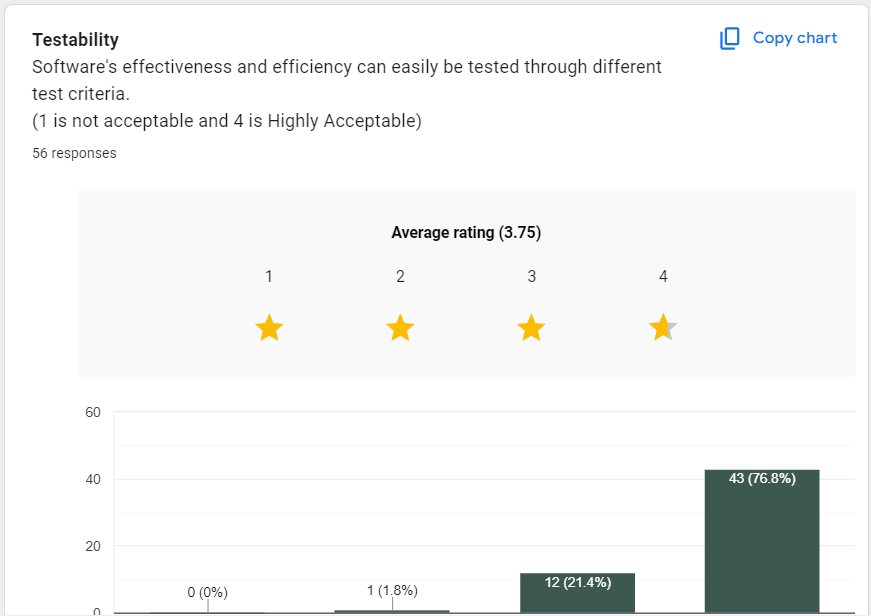 Testability
Copy chart
Software's effectiveness and efficiency can easily be tested through different
test criteria.
(1 is not acceptable and 4 is Highly Acceptable)
56 responses
Average rating (3.75)
1 2 3 4
60
40
20
0
0 (0%)
1 (1.8%)
12 (21.4%)
43 (76.8%)